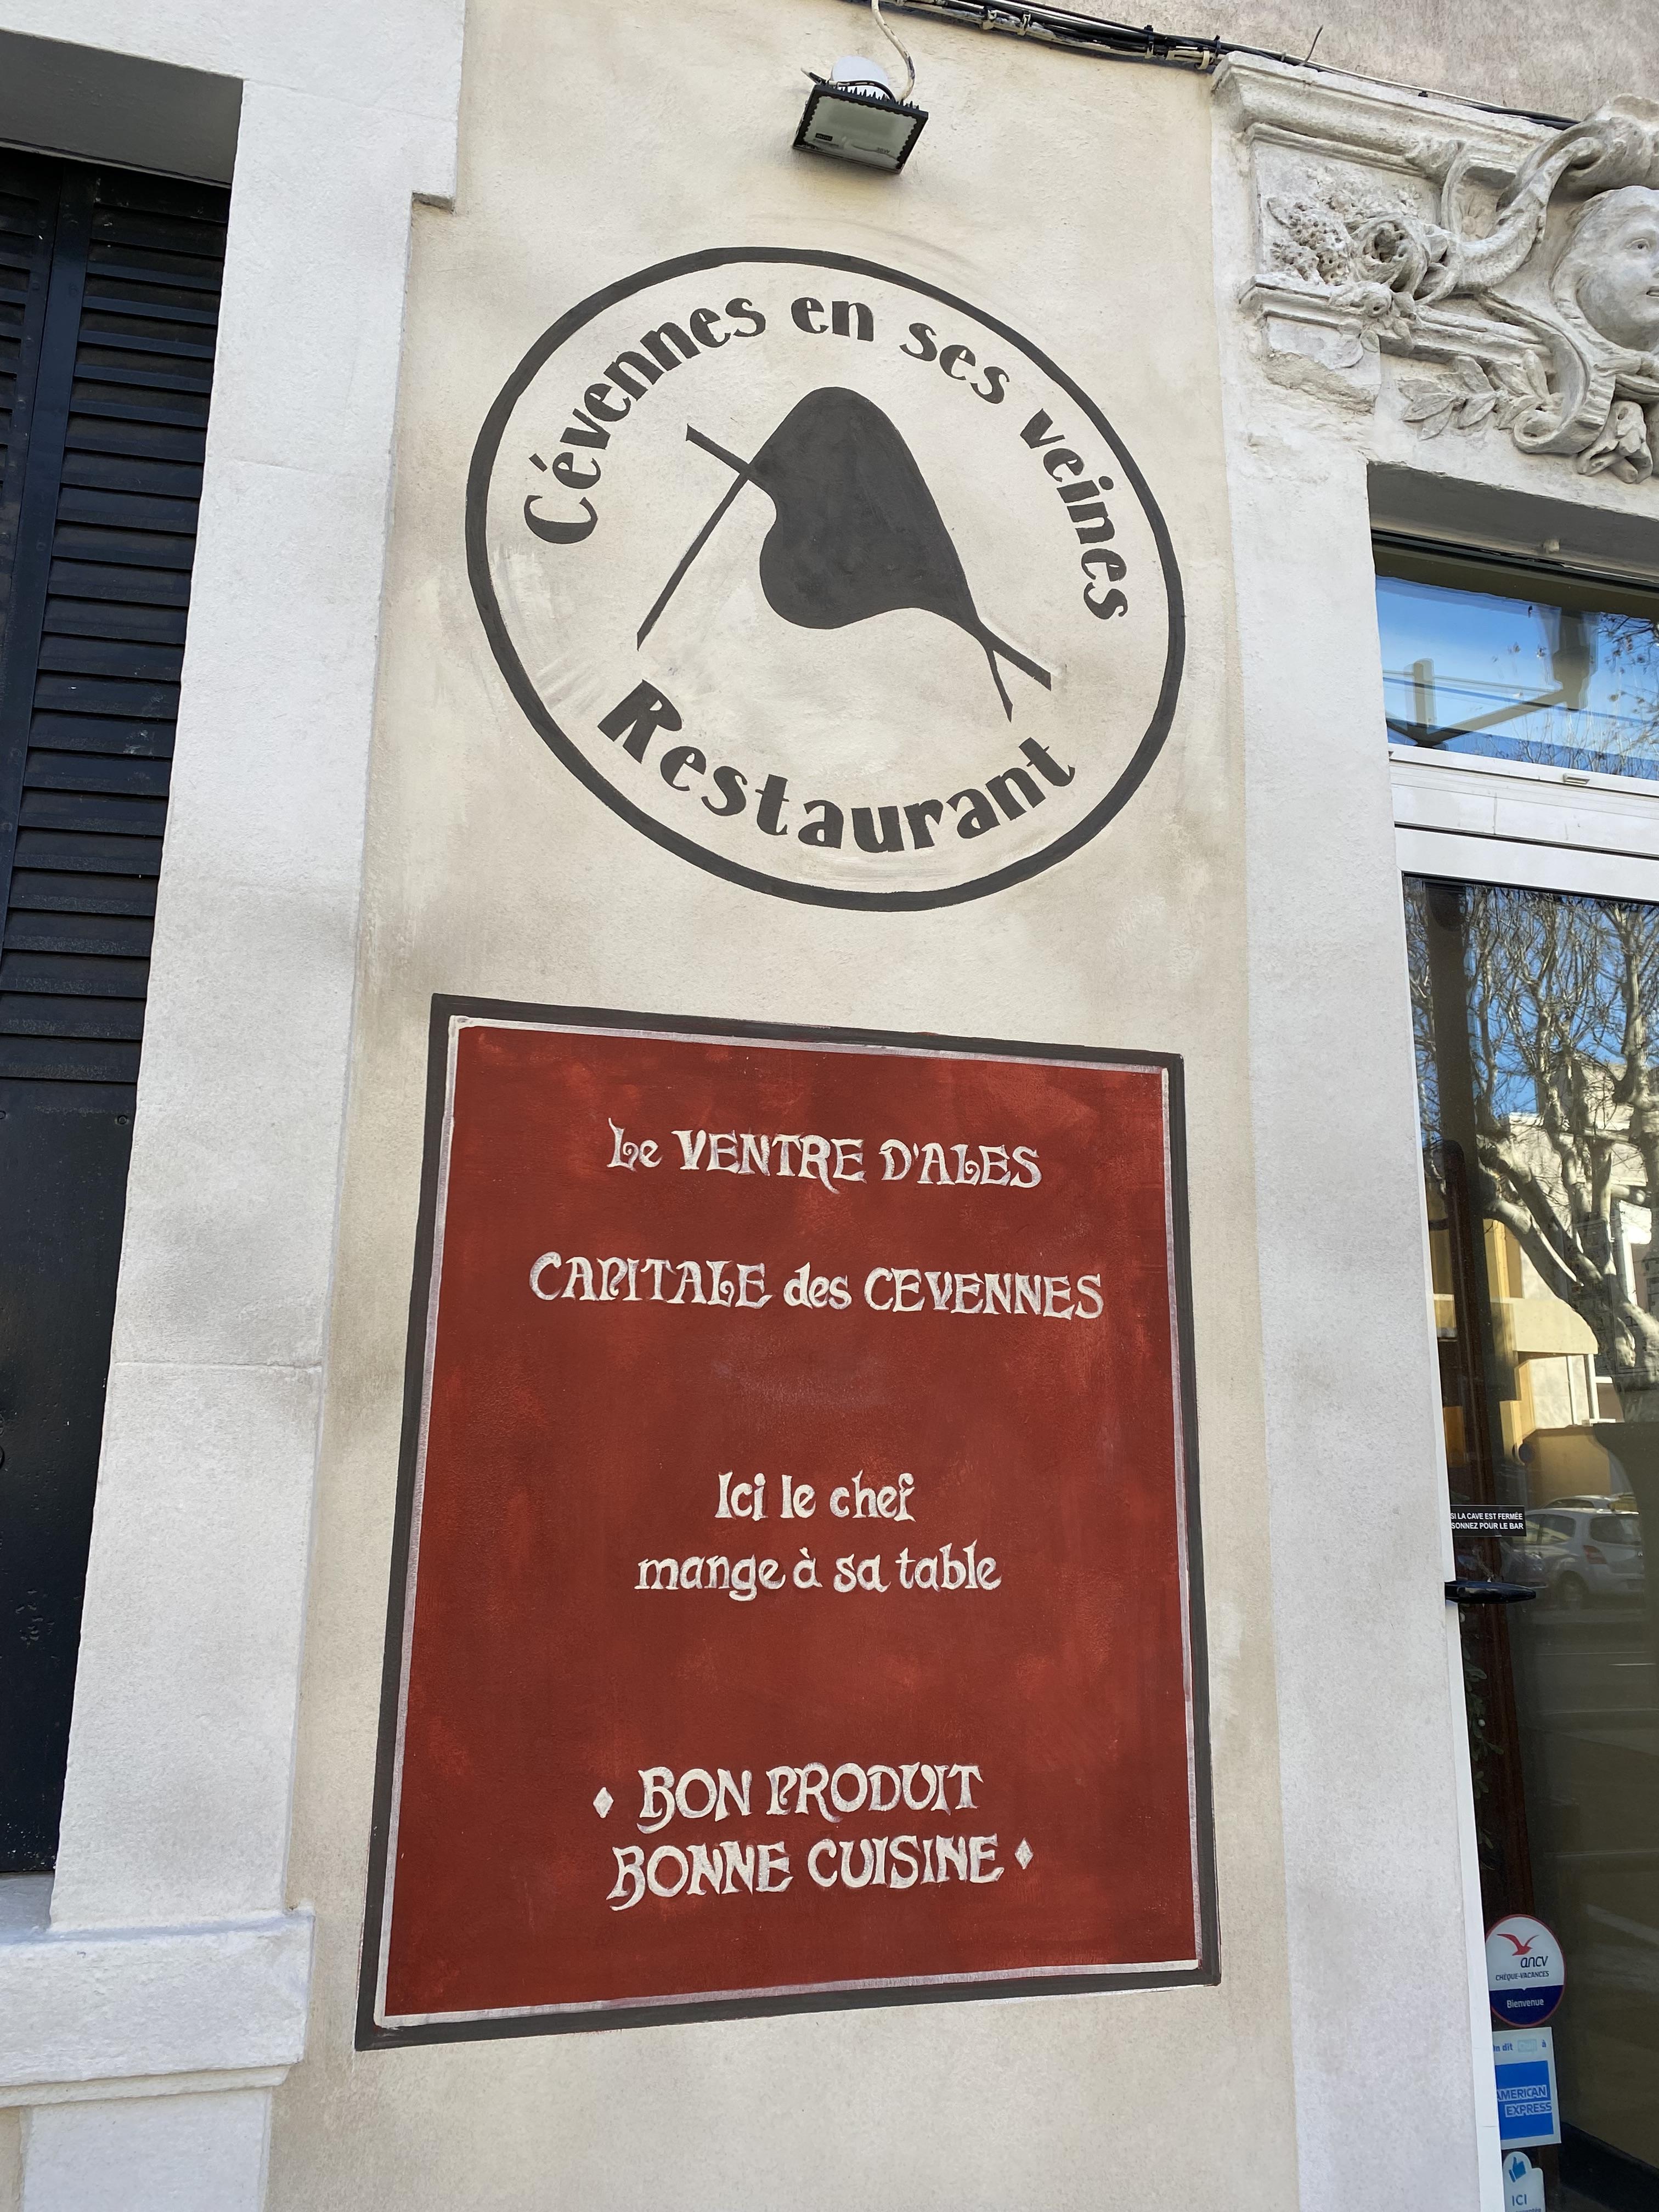 Cévennes en ses veines
Restaurant
Le VENTRE D'ALES
CAPITALE des CEVENNES
Ici le chef
mange à sa table
BON PRODUIT
BONNE CUISINE
SI LA CAVE EST FERMÉE
SONNEZ POUR LE BAR
ancv
CHÈQUE-VACANCES
Bienvenue
dit à
AMERICAN
EXPRESS
ICI